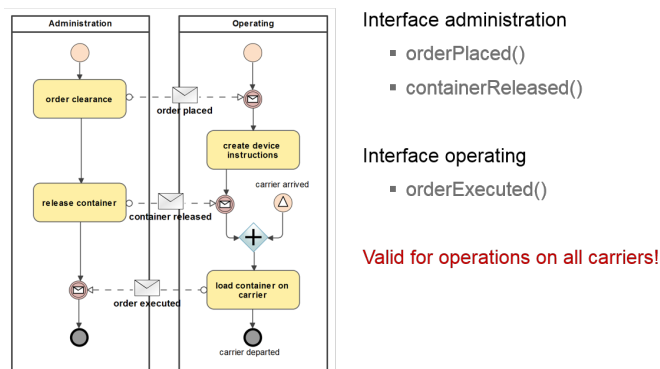 Administration
Operating
order clearance
order placed
create device
instructions
carrier arrived
release container
container released
load container on
carrier
order executed
carrier departed
Interface administration
orderPlaced()
containerReleased()
Interface operating
orderExecuted()
Valid for operations on all carriers!